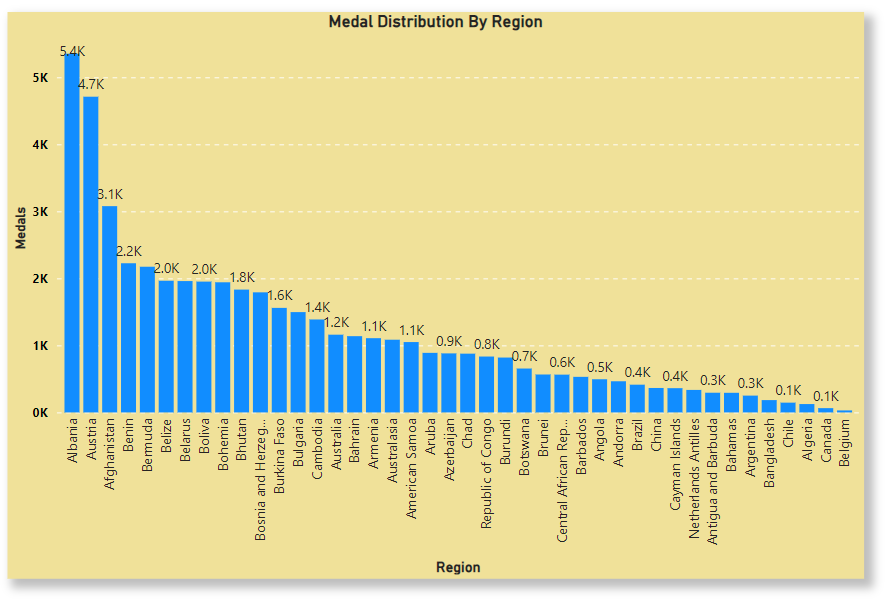 Medal Distribution By Region
Medals
5K
4K
3K
2K
1K
0K
5.4K
4.7K
3.1K
2.2K
2.0K
2.0K
1.8K
1.6K
1.4K
1.2K
1.1K
1.1K
0.9K
0.8K
0.7K
0.6K
0.5K
0.4K
0.4K
0.3K
0.3K
0.1K
0.1K
Albania
Austria
Afghanistan
Benin
Bermuda
Belize
Belarus
Boliva
Bohemia
Bhutan
Bosnia and Herzeg...
Burkina Faso
Bulgaria
Cambodia
Australia
Bahrain
Armenia
Australasia
American Samoa
Aruba
Azerbaijan
Chad
Republic of Congo
Burundi
Botswana
Brunei
Central African Rep...
Barbados
Angola
Andorra
Brazil
China
Cayman Islands
Netherlands Antilles
Antigua and Barbuda
Bahamas
Argentina
Bangladesh
Chile
Algeria
Canada
Belgium
Region